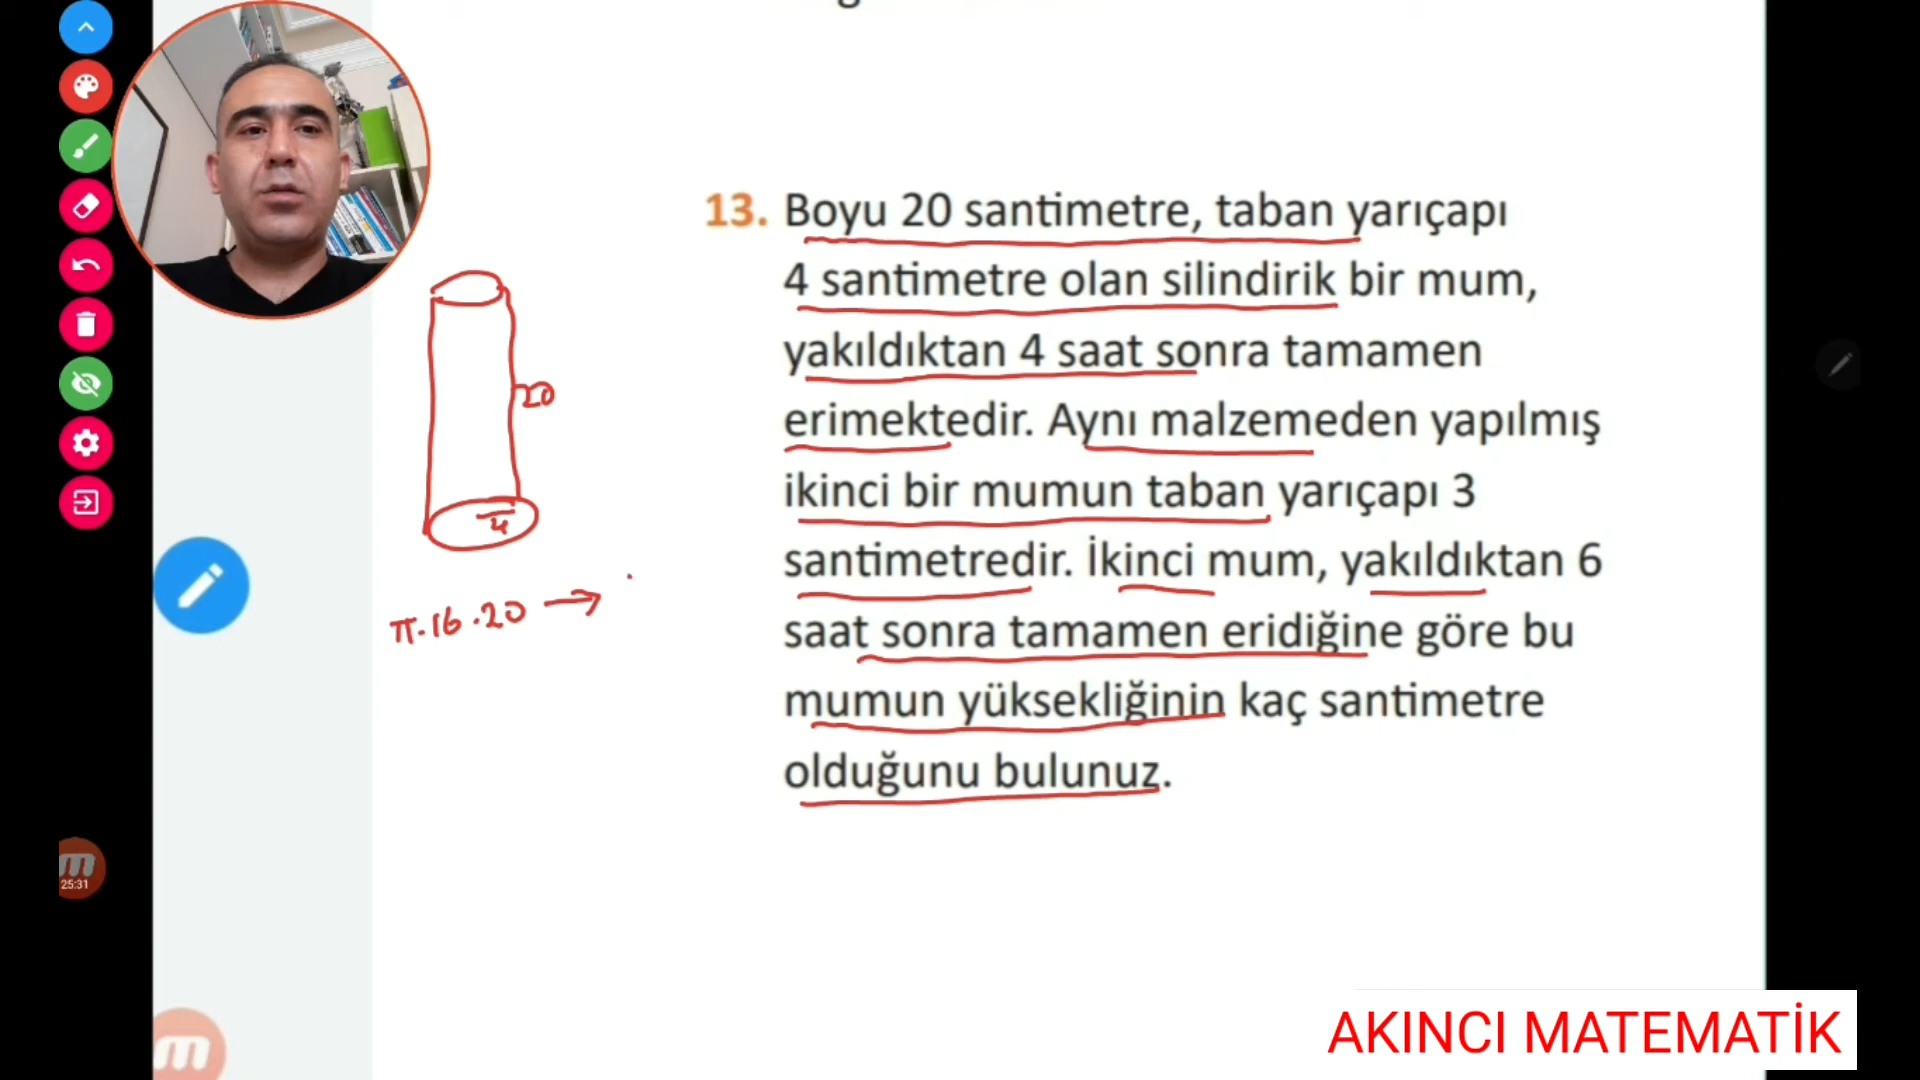 13. Boyu 20 santimetre, taban yarıçapı
4 santimetre olan silindirik bir mum,
yakıldıktan 4 saat sonra tamamen
erimektedir. Aynı malzemeden yapılmış
ikinci bir mumun taban yarıçapı 3
santimetredir. İkinci mum, yakıldıktan 6
saat sonra tamamen eridiğine göre bu
mumun yüksekliğinin kaç santimetre
olduğunu bulunuz.
20
4
π.16.20 →
25:31
AKINCI MATEMATİK